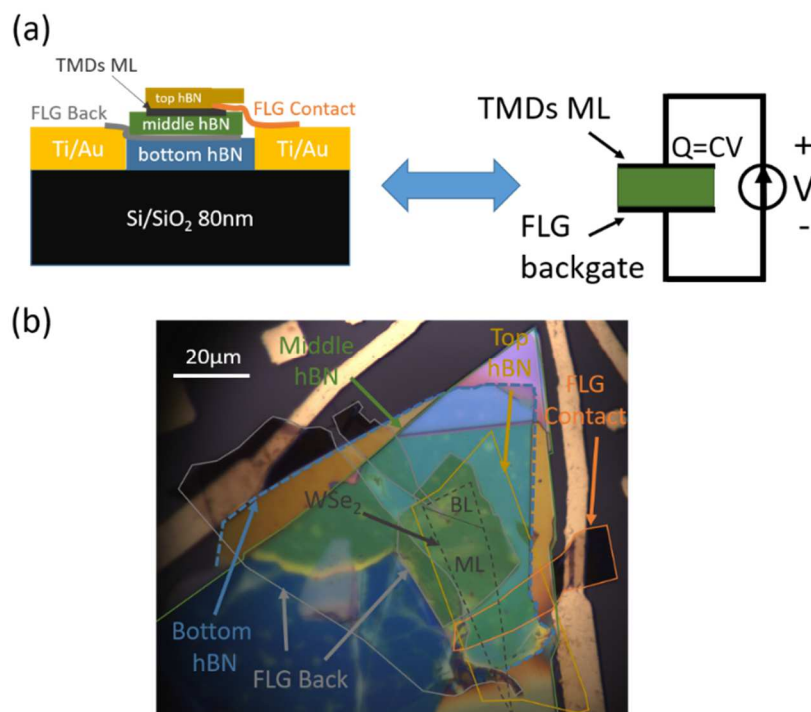 (a)
TMDs ML
top hBN
FLG Back
FLG Contact
middle hBN
Ti/Au
bottom hBN
Ti/Au
Si/SiO₂ 80nm
TMDs ML
Q=CV
+
V
-
FLG
backgate
(b)
20μm
Middle
hBN
Top
hBN
FLG
Contact
WSe₂
BL
ML
Bottom
hBN
FLG Back